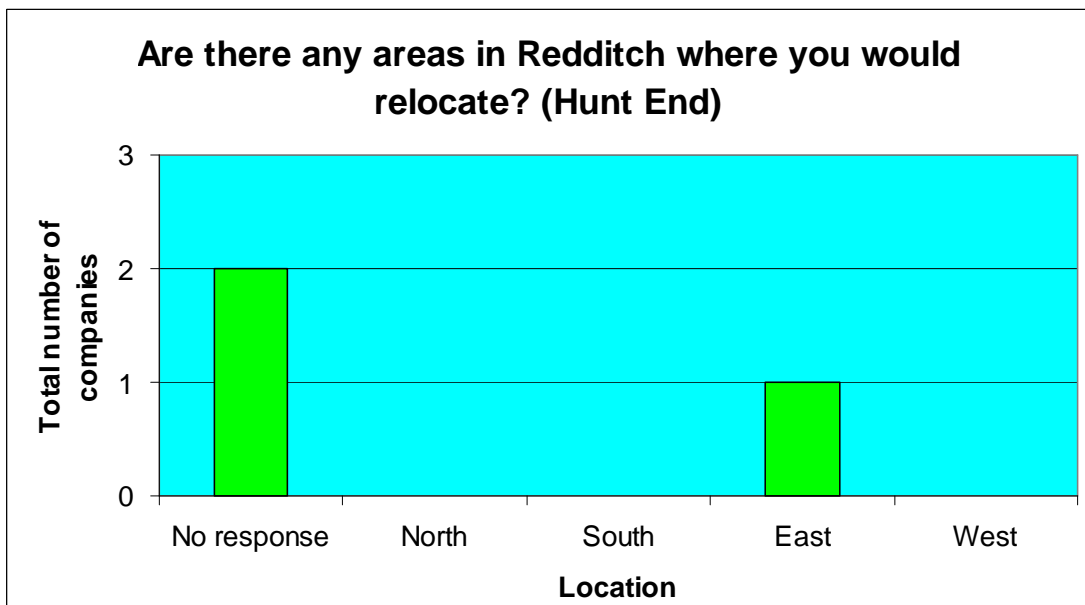 Are there any areas in Redditch where you would
relocate? (Hunt End)
3
2
1
0
Total number of
companies
No response North South East West
Location